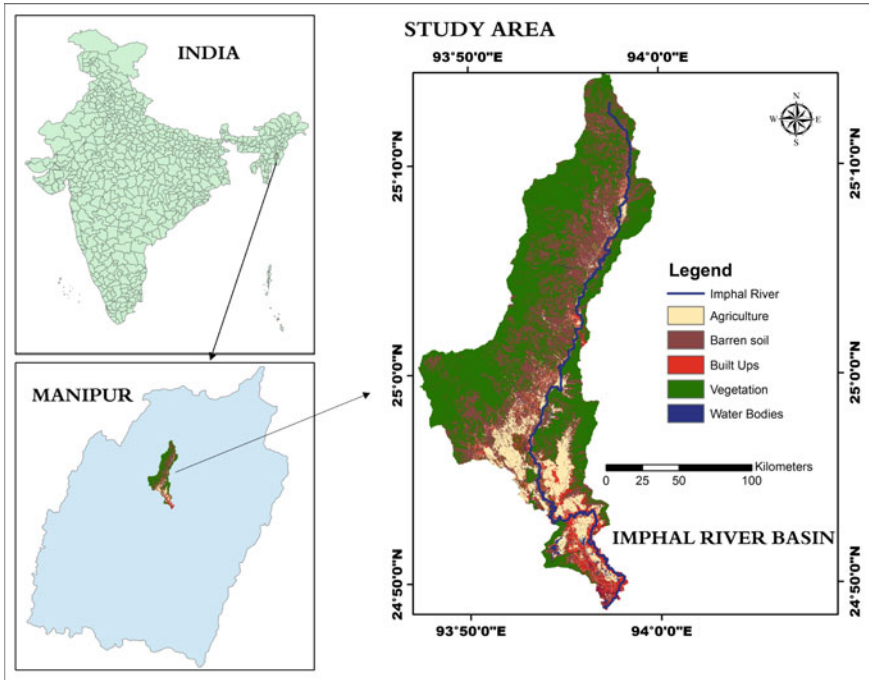 INDIA
MANIPUR
STUDY AREA
93°50'0"E
94°0'0"E
N
W
E
S
25°10'0"N
25°10'0"N
25°0'0"N
25°0'0"N
24°50'0"N
24°50'0"N
Legend
Imphal River
Agriculture
Barren soil
Built Ups
Vegetation
Water Bodies
Kilometers
0 25 50 100
IMPHAL RIVER BASIN
93°50'0"E
94°0'0"E